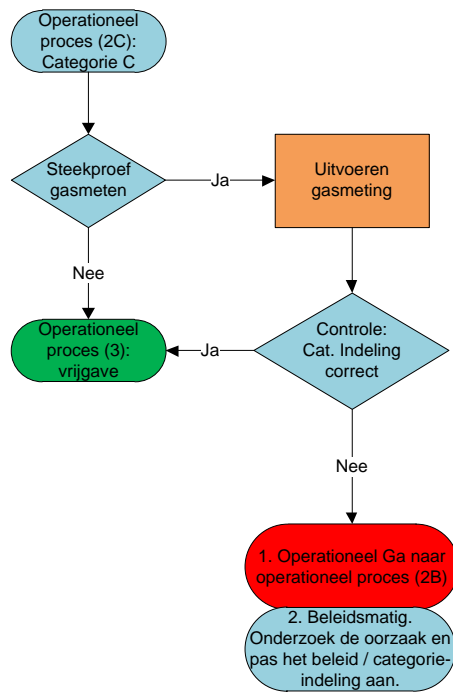 Operationeel
proces (2C):
Categorie C
Steekproef
gasmeten
Ja
Uitvoeren
gasmeting
Nee
Operationeel
proces (3):
vrijgave
Ja
Controle:
Cat. Indeling
correct
Nee
1. Operationeel Ga naar
operationeel proces (2B)
2. Beleidsmatig.
Onderzoek de oorzaak en
pas het beleid / categorie-
indeling aan.